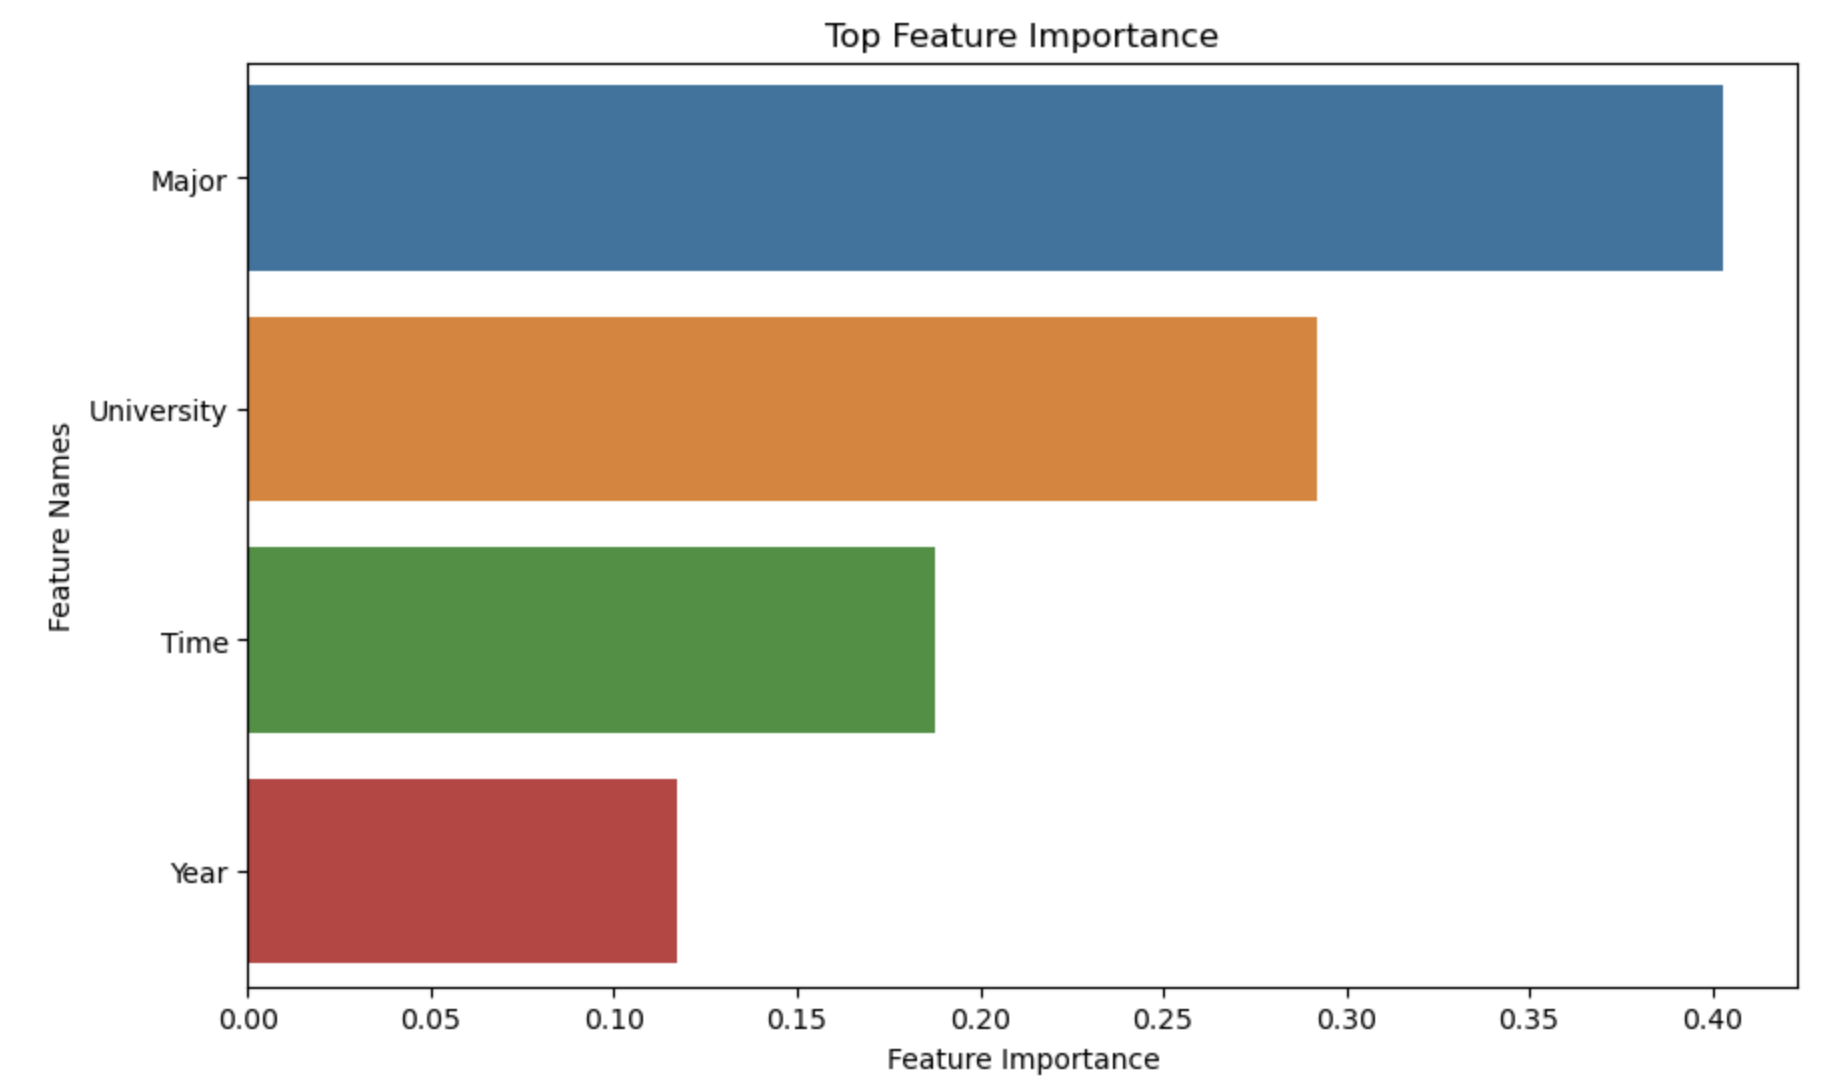 Top Feature Importance
Major
University
Time
Year
Feature Names
0.00 0.05 0.10 0.15 0.20 0.25 0.30 0.35 0.40
Feature Importance